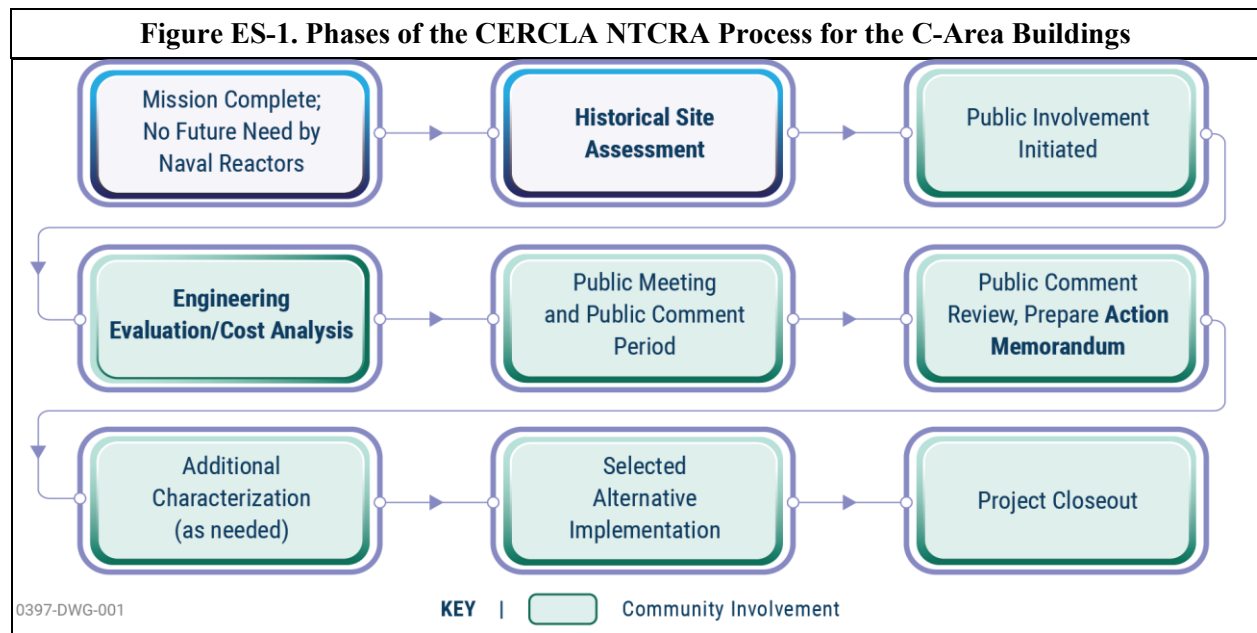 Figure ES-1. Phases of the CERCLA NTCRA Process for the C-Area Buildings
Mission Complete;
No Future Need by
Naval Reactors
Historical Site
Assessment
Public Involvement
Initiated
Engineering
Evaluation/Cost Analysis
Public Meeting
and Public Comment
Period
Public Comment
Review, Prepare Action
Memorandum
Additional
Characterization
(as needed)
Selected
Alternative
Implementation
Project Closeout
0397-DWG-001
KEY | Community Involvement